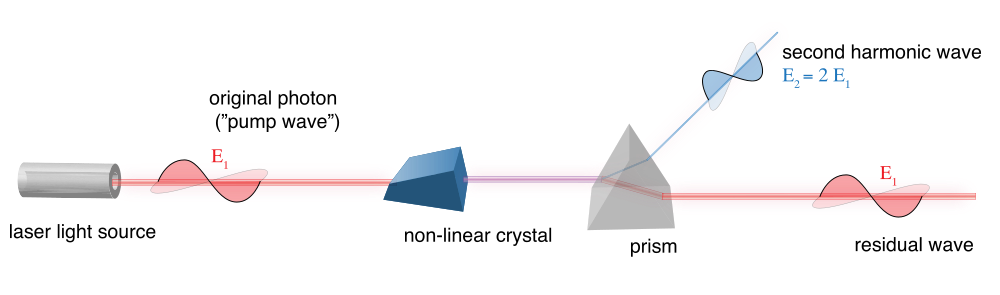 original photon
("pump wave")
E₁
laser light source
non-linear crystal
prism
second harmonic wave
E₂ = 2 E₁
E₁
residual wave